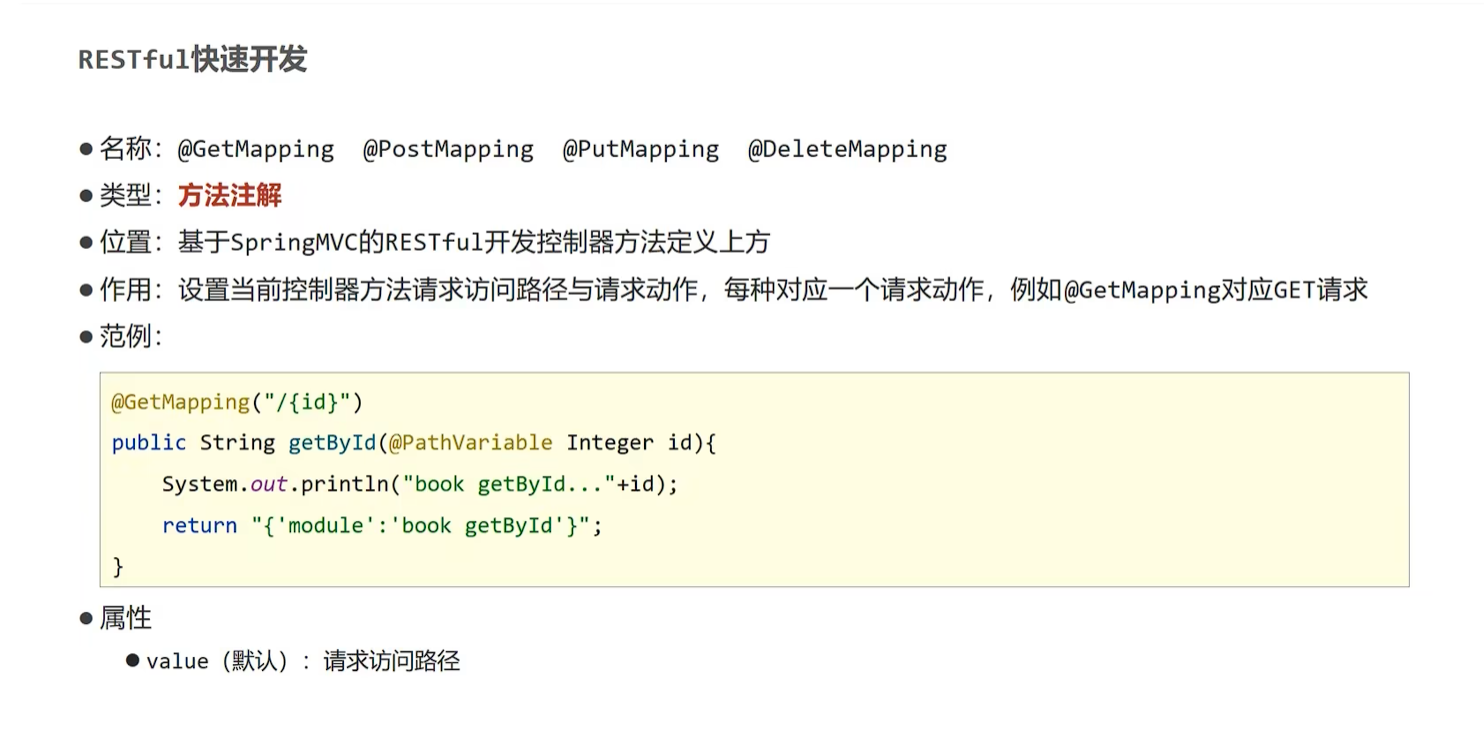 RESTful快速开发
● 名称：@GetMapping  @PostMapping  @PutMapping  @DeleteMapping
● 类型：方法注解
● 位置：基于SpringMVC的RESTful开发控制器方法定义上方
● 作用：设置当前控制器方法请求访问路径与请求动作，每种对应一个请求动作，例如@GetMapping对应GET请求
● 范例：
@GetMapping("/{id}")
public String getById(@PathVariable Integer id){
    System.out.println("book getById..."+id);
    return "{'module':'book getById'}";
}
● 属性
● value（默认）：请求访问路径